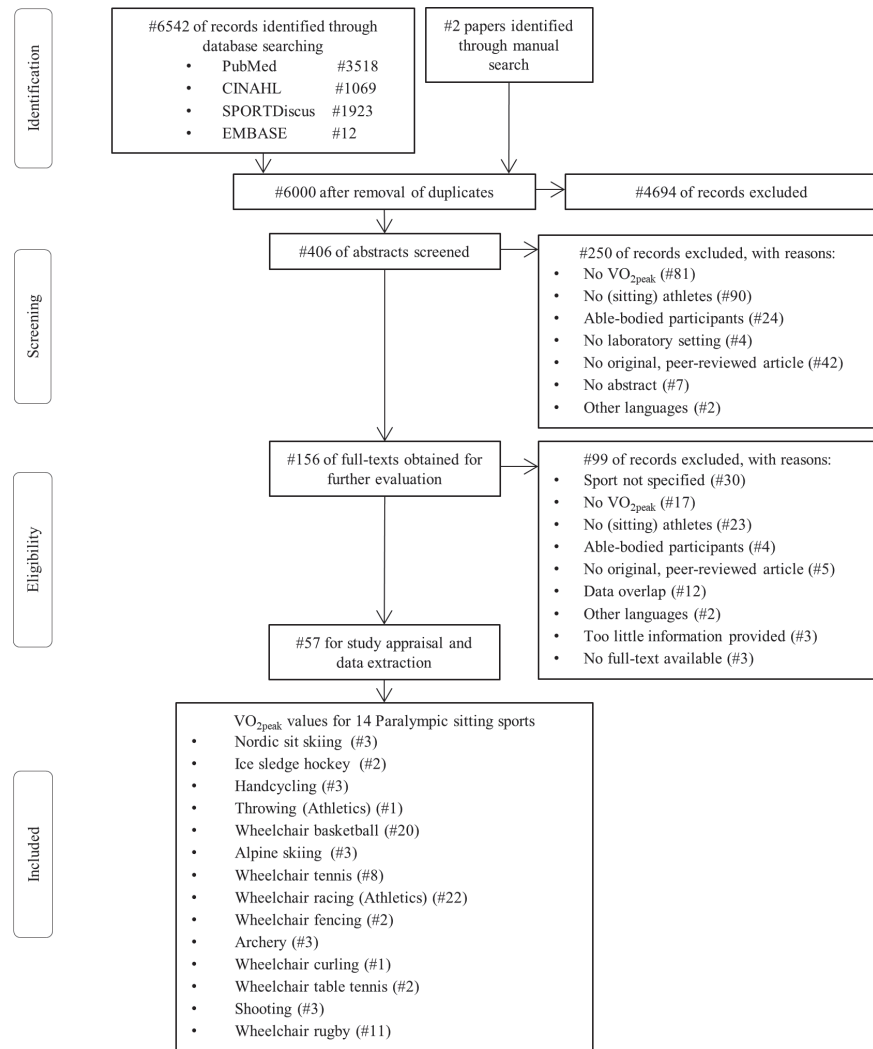 Identification
#6542 of records identified through
database searching
• PubMed #3518
• CINAHL #1069
• SPORTDiscus #1923
• EMBASE #12
#2 papers identified
through manual
search
#6000 after removal of duplicates
#4694 of records excluded
Screening
#406 of abstracts screened
#250 of records excluded, with reasons:
• No VO2peak (#81)
• No (sitting) athletes (#90)
• Able-bodied participants (#24)
• No laboratory setting (#4)
• No original, peer-reviewed article (#42)
• No abstract (#7)
• Other languages (#2)
Eligibility
#156 of full-texts obtained for
further evaluation
#99 of records excluded, with reasons:
• Sport not specified (#30)
• No VO2peak (#17)
• No (sitting) athletes (#23)
• Able-bodied participants (#4)
• No original, peer-reviewed article (#5)
• Data overlap (#12)
• Other languages (#2)
• Too little information provided (#3)
• No full-text available (#3)
#57 for study appraisal and
data extraction
Included
VO2peak values for 14 Paralympic sitting sports
• Nordic sit skiing (#3)
• Ice sledge hockey (#2)
• Handcycling (#3)
• Throwing (Athletics) (#1)
• Wheelchair basketball (#20)
• Alpine skiing (#3)
• Wheelchair tennis (#8)
• Wheelchair racing (Athletics) (#22)
• Wheelchair fencing (#2)
• Archery (#3)
• Wheelchair curling (#1)
• Wheelchair table tennis (#2)
• Shooting (#3)
• Wheelchair rugby (#11)